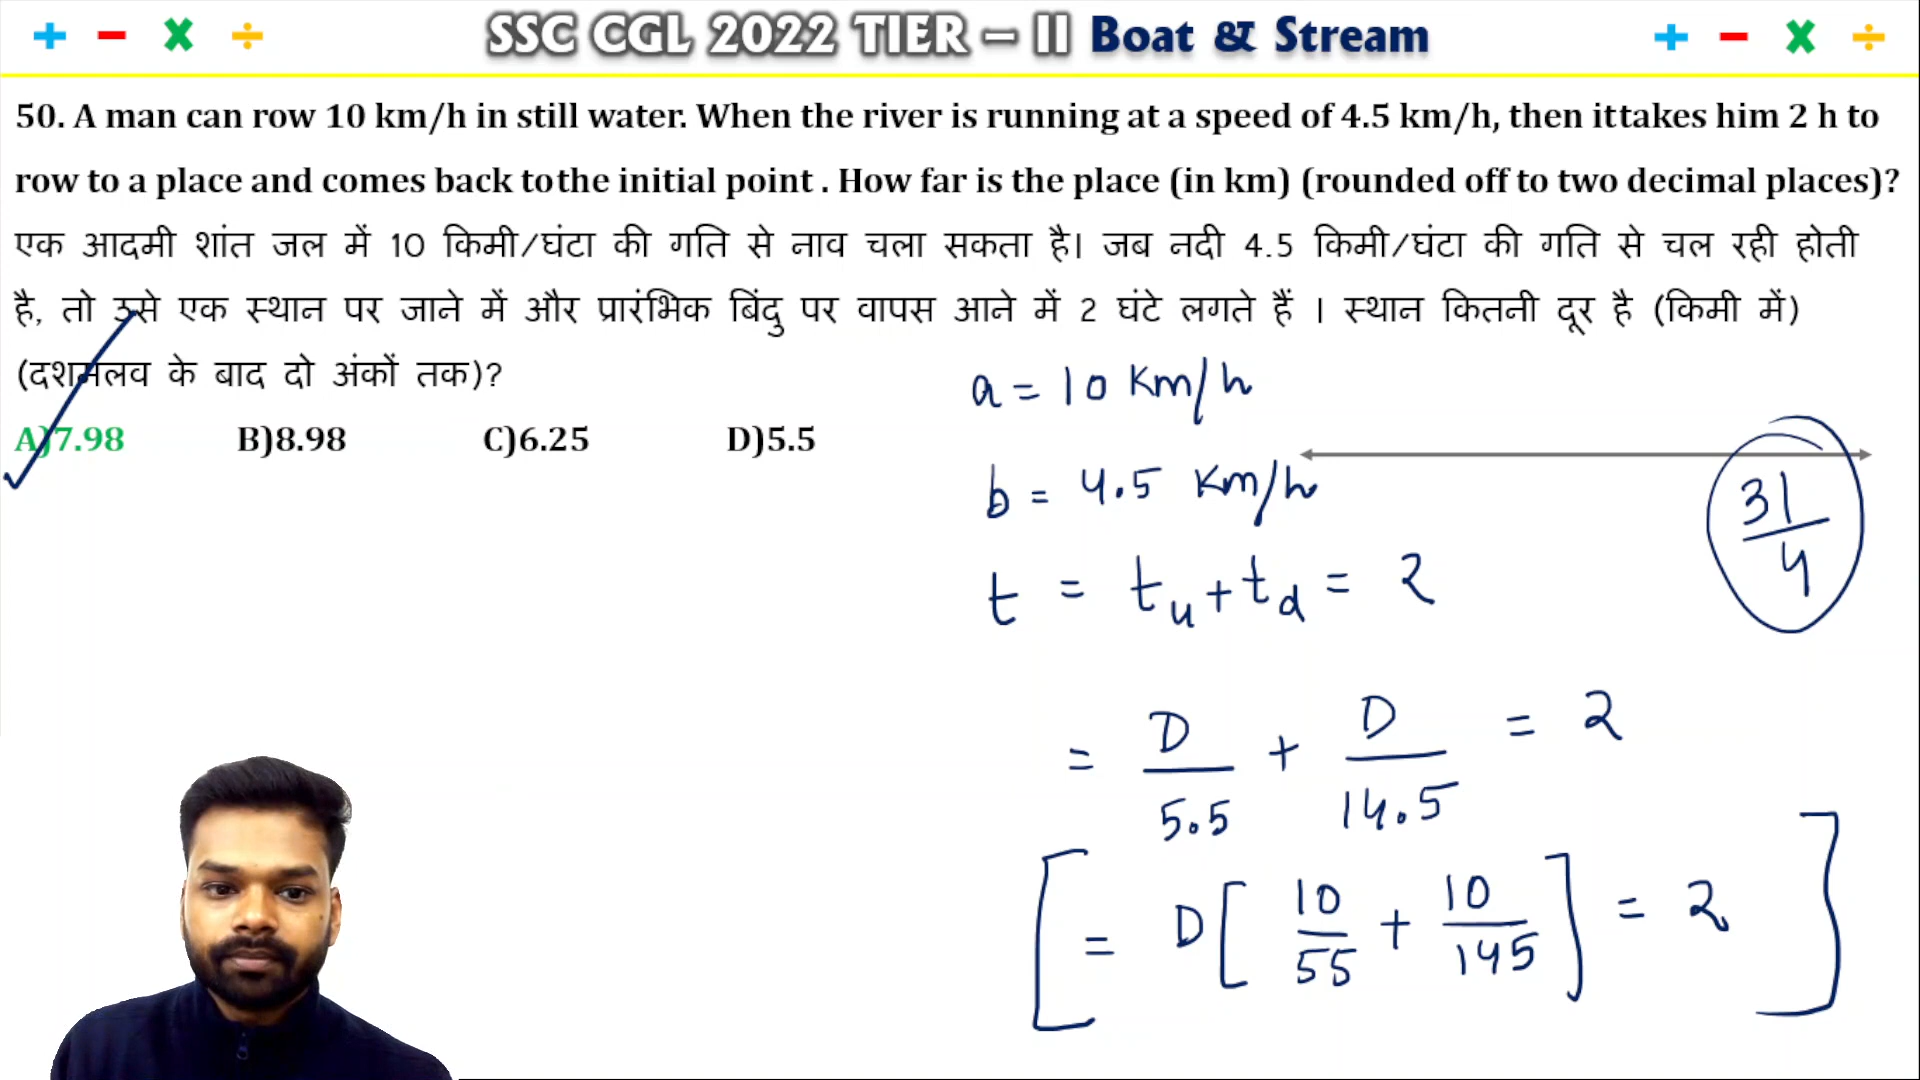 + − × ÷ SSC CGL 2022 TIER – II Boat & Stream + − × ÷
50. A man can row 10 km/h in still water. When the river is running at a speed of 4.5 km/h, then ittakes him 2 h to
row to a place and comes back tothe initial point . How far is the place (in km) (rounded off to two decimal places)?
एक आदमी शांत जल में 10 किमी/घंटा की गति से नाव चला सकता है। जब नदी 4.5 किमी/घंटा की गति से चल रही होती
है, तो उसे एक स्थान पर जाने में और प्रारंभिक बिंदु पर वापस आने में 2 घंटे लगते हैं । स्थान कितनी दूर है (किमी में)
(दशमलव के बाद दो अंकों तक)?
A)7.98 B)8.98 C)6.25 D)5.5
a = 10 Km/h
b = 4.5 Km/h
31/4
t = tu + td = 2
= D/5.5 + D/14.5 = 2
[ = D [ 10/55 + 10/145 ] = 2 ]